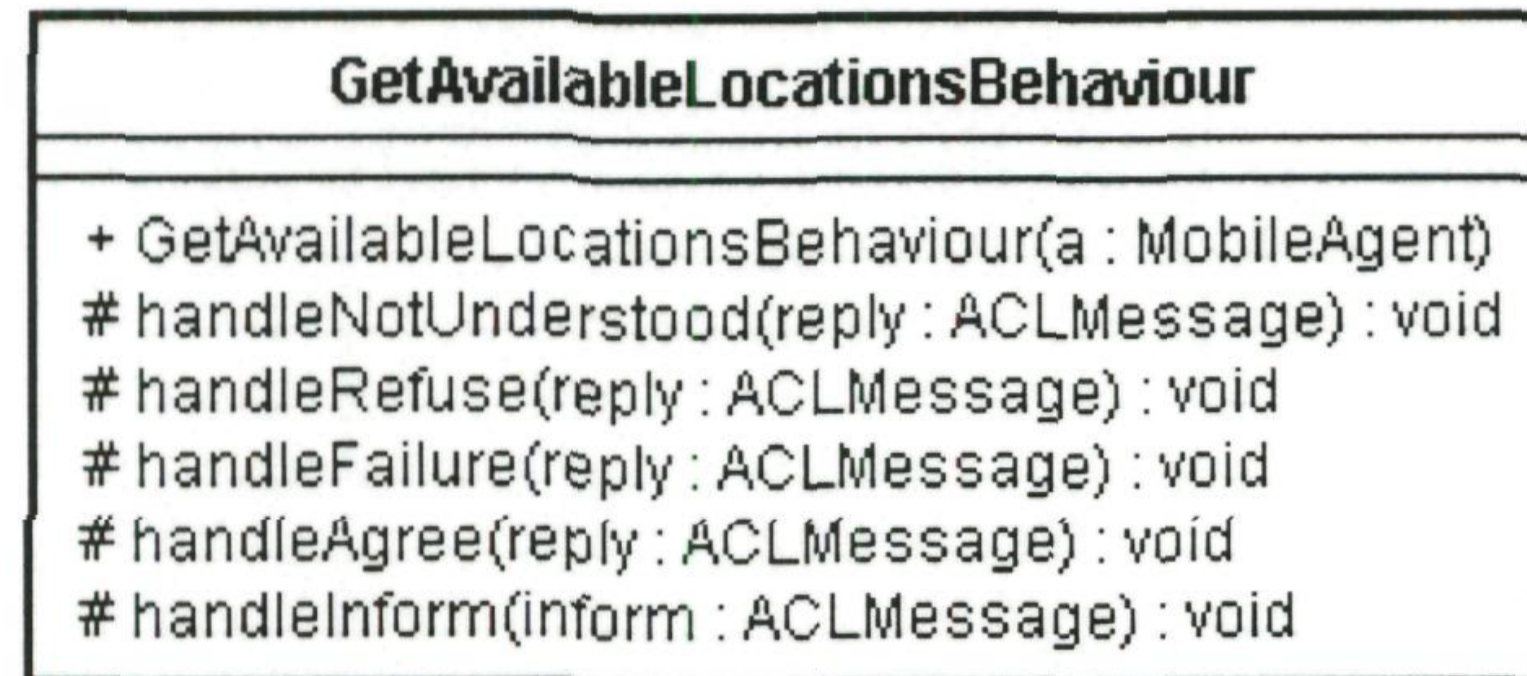 GetAvailableLocationsBehaviour
+ GetAvailableLocationsBehaviour(a : MobileAgent)
# handleNotUnderstood(reply : ACLMessage) : void
# handleRefuse(reply : ACLMessage) : void
# handleFailure(reply : ACLMessage) : void
# handleAgree(reply : ACLMessage) : void
# handleInform(inform : ACLMessage) : void